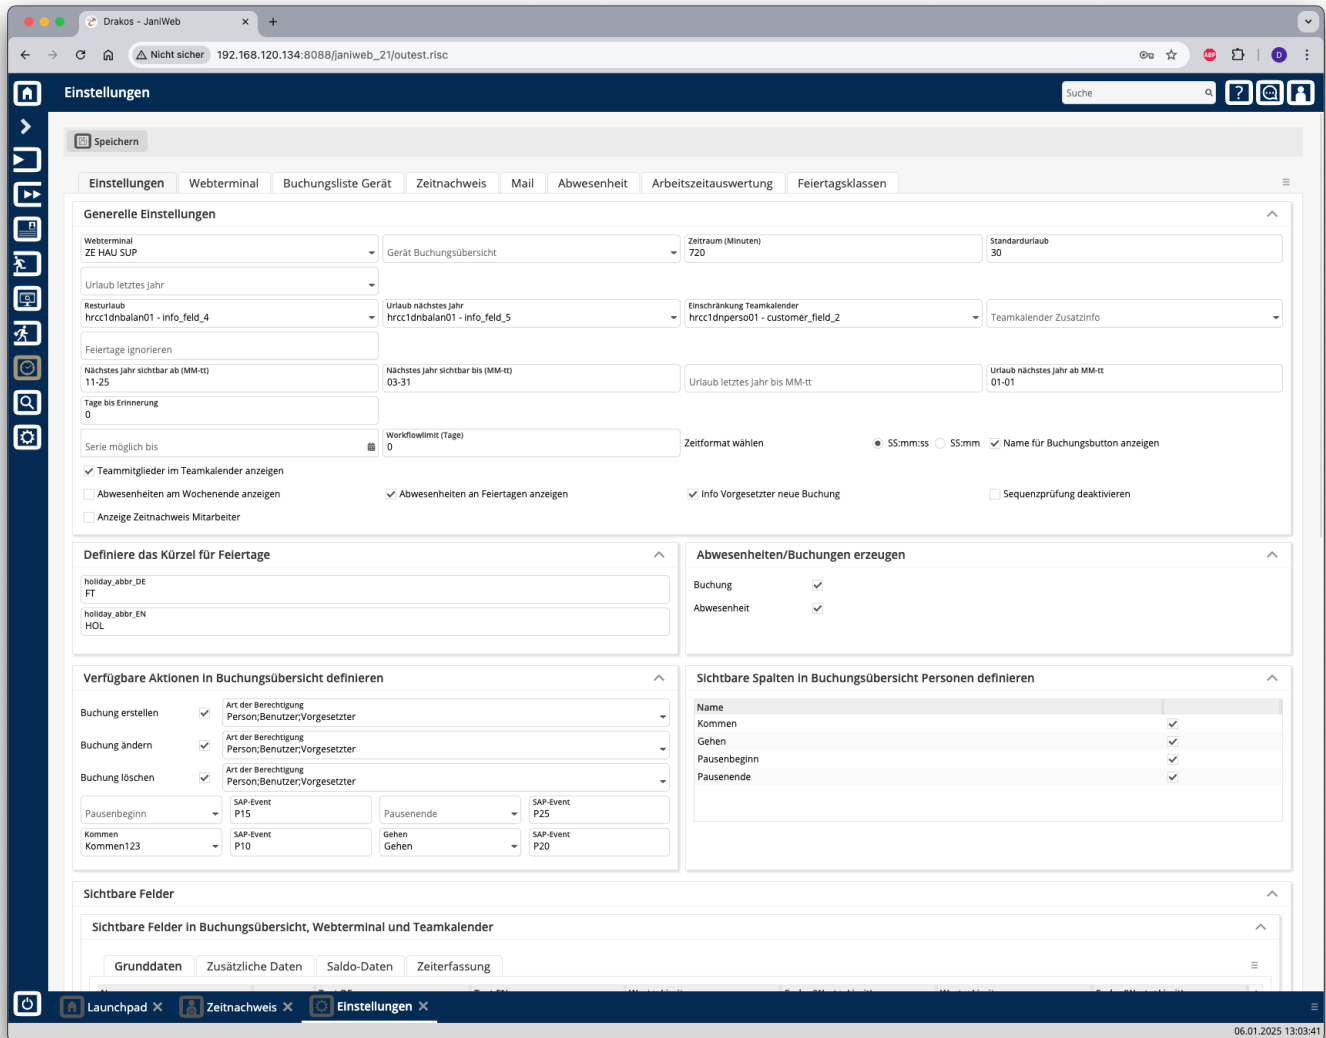 Drakos - JaniWeb
Nicht sicher 192.168.120.134:8088/janiweb_21/outest.risc
ABP
D
Einstellungen
Suche
Speichern
Einstellungen Webterminal Buchungsliste Gerät Zeitnachweis Mail Abwesenheit Arbeitszeitauswertung Feiertagsklassen
Generelle Einstellungen
Webterminal
ZE HAU SUP
Gerät Buchungsübersicht
Zeitraum (Minuten)
720
Standardurlaub
30
Urlaub letztes Jahr
Resturlaub
hrcc1dnbalan01 - info_feld_4
Urlaub nächstes Jahr
hrcc1dnbalan01 - info_feld_5
Einschränkung Teamkalender
hrcc1dnperso01 - customer_field_2
Teamkalender Zusatzinfo
Feiertage ignorieren
Nächstes Jahr sichtbar ab (MM-tt)
11-25
Nächstes Jahr sichtbar bis (MM-tt)
03-31
Urlaub letztes Jahr bis MM-tt
Urlaub nächstes Jahr ab MM-tt
01-01
Tage bis Erinnerung
0
Serie möglich bis
Workflowlimit (Tage)
0
Zeitformat wählen SS:mm:ss SS:mm Name für Buchungsbutton anzeigen
Teammitglieder im Teamkalender anzeigen
Abwesenheiten am Wochenende anzeigen Abwesenheiten an Feiertagen anzeigen Info Vorgesetzter neue Buchung Sequenzprüfung deaktivieren
Anzeige Zeitnachweis Mitarbeiter
Definiere das Kürzel für Feiertage
holiday_abbr_DE
FT
holiday_abbr_EN
HOL
Abwesenheiten/Buchungen erzeugen
Buchung
Abwesenheit
Verfügbare Aktionen in Buchungsübersicht definieren
Buchung erstellen
Art der Berechtigung
Person;Benutzer;Vorgesetzter
Buchung ändern
Art der Berechtigung
Person;Benutzer;Vorgesetzter
Buchung löschen
Art der Berechtigung
Person;Benutzer;Vorgesetzter
Pausenbeginn
SAP-Event
P15
Pausenende
SAP-Event
P25
Kommen
Kommen123
SAP-Event
P10
Gehen
Gehen
SAP-Event
P20
Sichtbare Spalten in Buchungsübersicht Personen definieren
Name
Kommen
Gehen
Pausenbeginn
Pausenende
Sichtbare Felder
Sichtbare Felder in Buchungsübersicht, Webterminal und Teamkalender
Grunddaten Zusätzliche Daten Saldo-Daten Zeiterfassung
Launchpad Zeitnachweis Einstellungen
06.01.2025 13:03:41